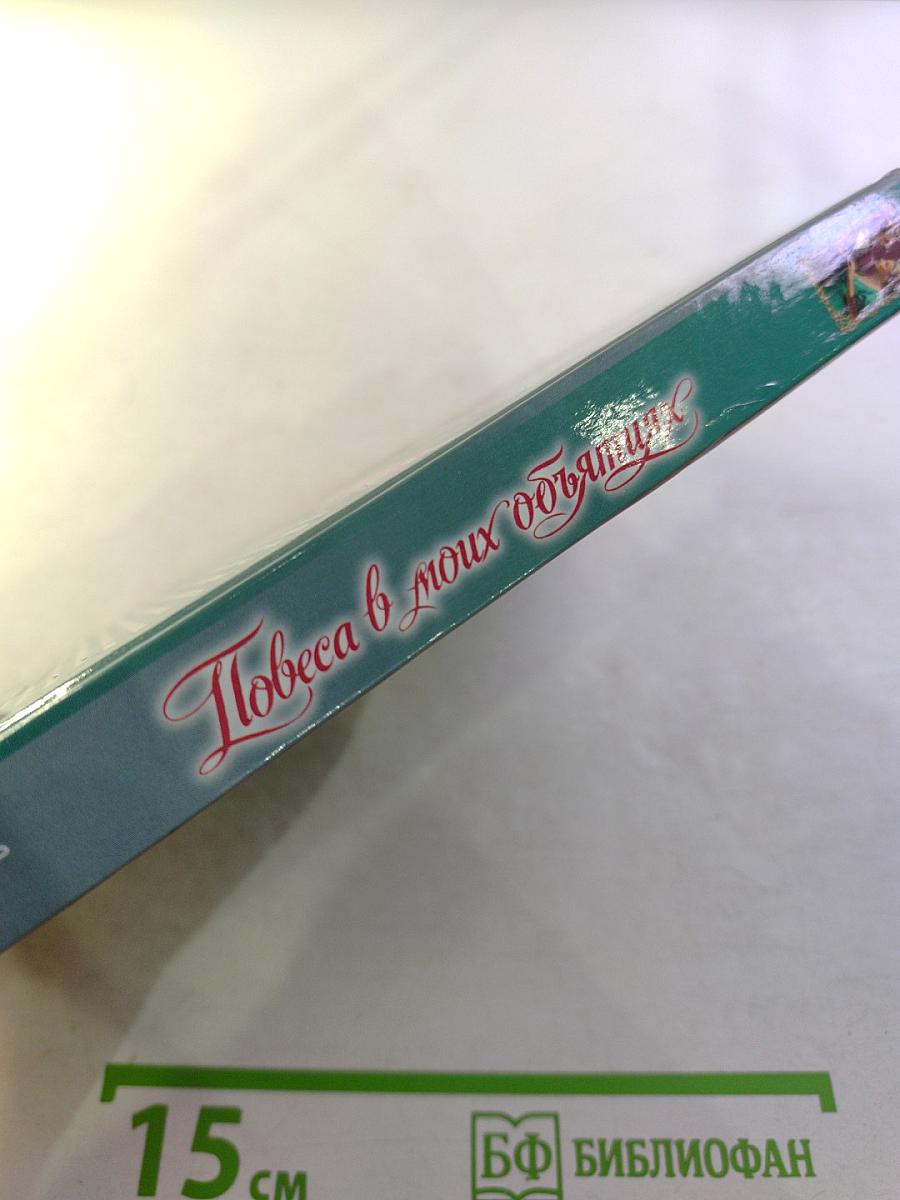 Повеса в моих объятиях
15 см
БФ БИБЛИОФАН